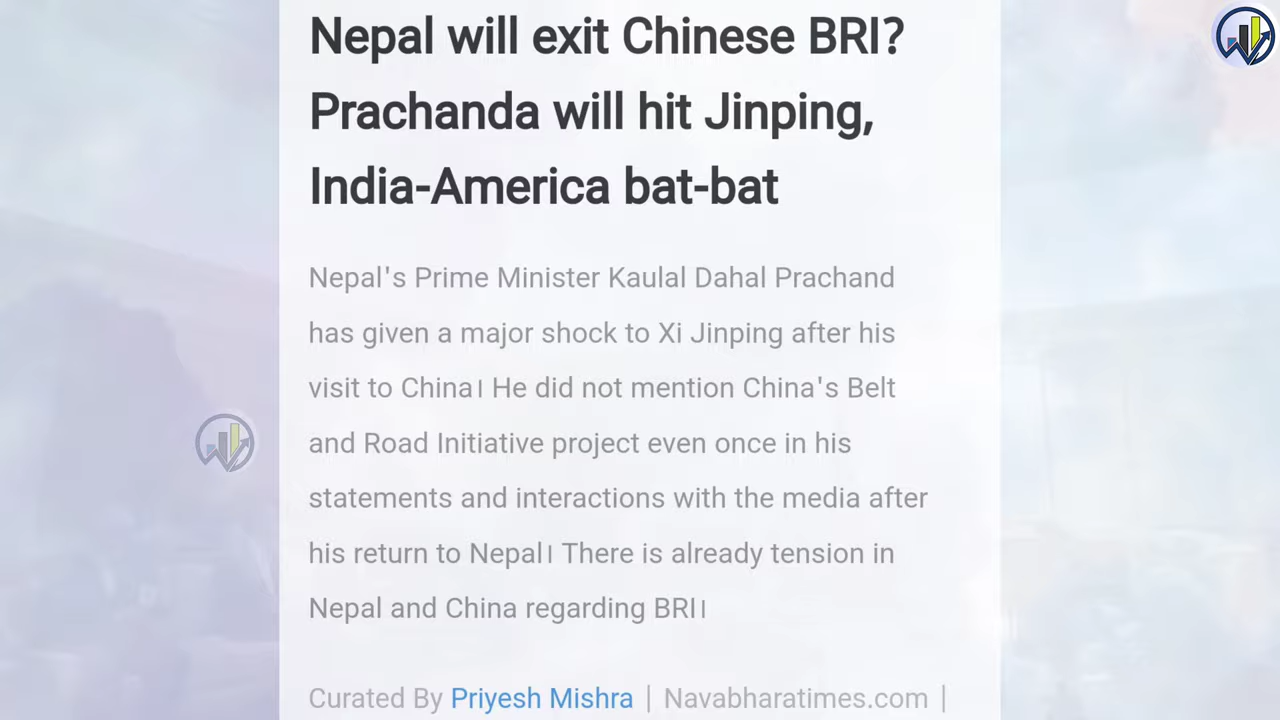 Nepal will exit Chinese BRI?
Prachanda will hit Jinping,
India-America bat-bat
Nepal's Prime Minister Kaulal Dahal Prachand
has given a major shock to Xi Jinping after his
visit to China। He did not mention China's Belt
and Road Initiative project even once in his
statements and interactions with the media after
his return to Nepal। There is already tension in
Nepal and China regarding BRI।
Curated By Priyesh Mishra | Navabharatimes.com |